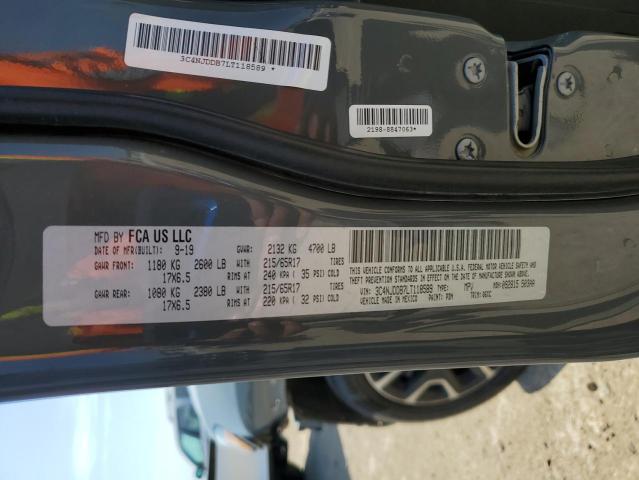 3C4NJDDB7LT118589 *
2198-8847063*
MFD BY FCA US LLC
DATE OF MFR(BUILT): 9-19 GVWR: 2132 KG 4700 LB
GAWR FRONT: 1180 KG 2600 LB WITH 215/65R17 TIRES
17X6.5 RIMS AT 240 KPA ( 35 PSI) COLD
GAWR REAR: 1080 KG 2380 LB WITH 215/65R17 TIRES
17X6.5 RIMS AT 220 KPA ( 32 PSI) COLD
THIS VEHICLE CONFORMS TO ALL APPLICABLE U.S.A. FEDERAL MOTOR VEHICLE SAFETY AND
THEFT PREVENTION STANDARDS IN EFFECT ON THE DATE OF MANUFACTURE SHOWN ABOVE.
VIN: 3C4NJDDB7LT118589 TYPE: MPV MDH:
VEHICLE MADE IN MEXICO PAINT: PDN TRIM: